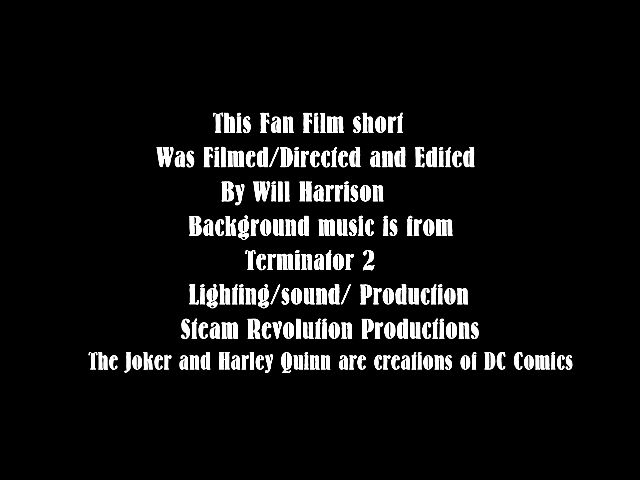 This Fan Film short
Was Filmed/Directed and Edited
By Will Harrison
Background music is from
Terminator 2
Lighting/sound/ Production
Steam Revolution Productions
The Joker and Harley Quinn are creations of DC Comics